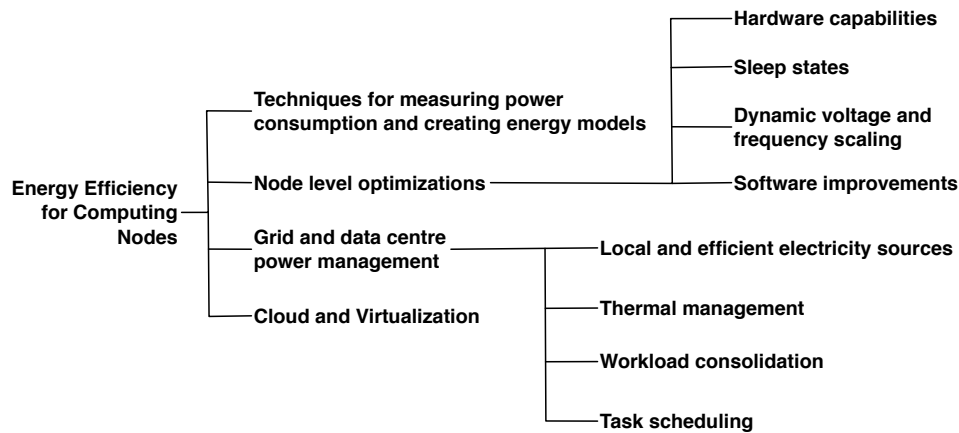 Energy Efficiency
for Computing
Nodes
Techniques for measuring power
consumption and creating energy models
Node level optimizations
Hardware capabilities
Sleep states
Dynamic voltage and
frequency scaling
Software improvements
Grid and data centre
power management
Local and efficient electricity sources
Thermal management
Workload consolidation
Task scheduling
Cloud and Virtualization